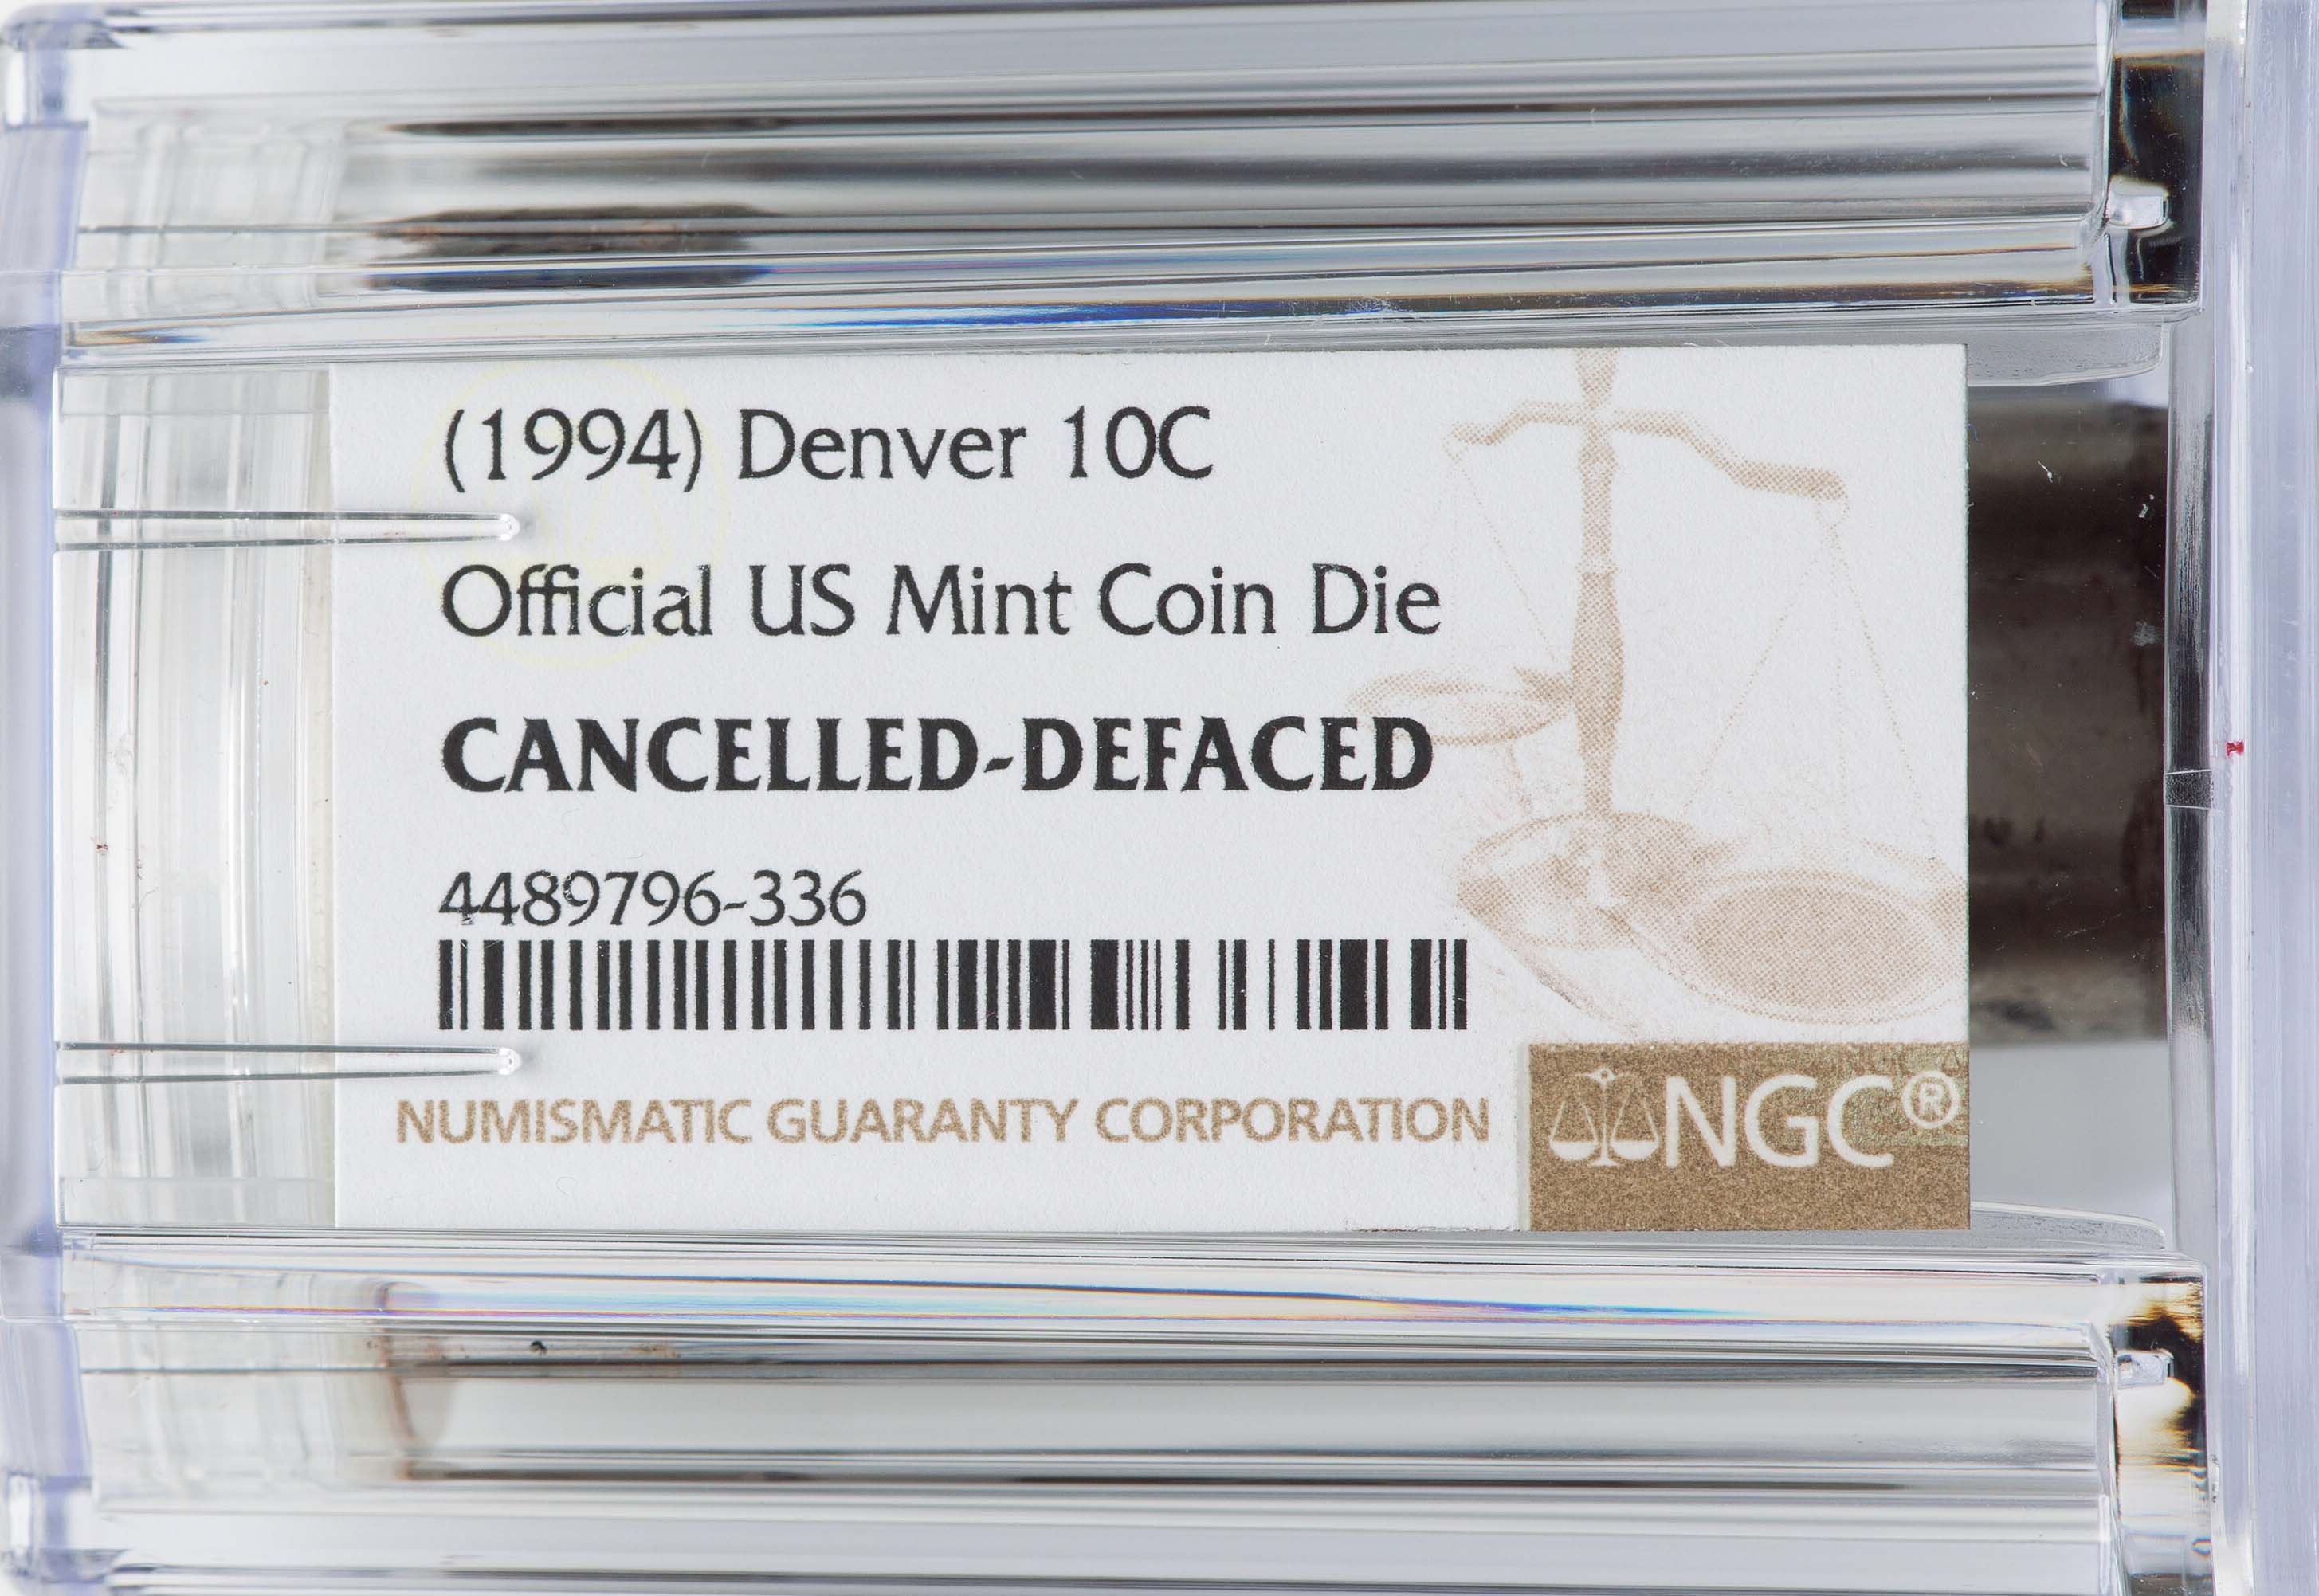 (1994) Denver 10C
Official US Mint Coin Die
CANCELLED-DEFACED
4489796-336
NUMISMATIC GUARANTY CORPORATION
NGC®